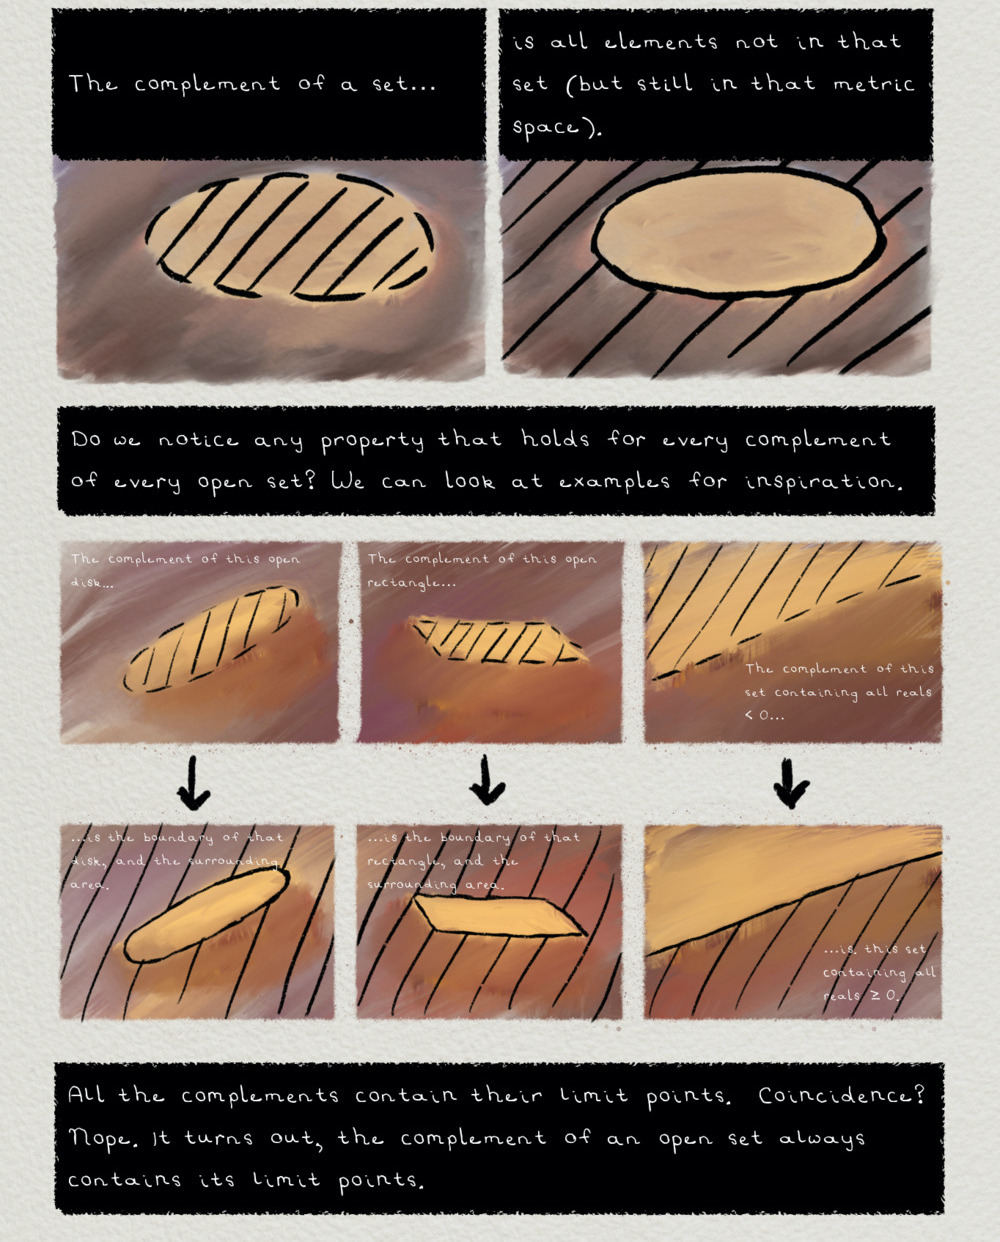 The complement of a set...
is all elements not in that
set (but still in that metric
space).
Do we notice any property that holds for every complement
of every open set? We can look at examples for inspiration.
The complement of this open
disk...
The complement of this open
rectangle...
The complement of this
set containing all reals
< 0...
...is the boundary of that
disk, and the surrounding
area.
...is the boundary of that
rectangle, and the
surrounding area.
...is. this set
containing all
reals ≥ 0.
All the complements contain their limit points. Coincidence?
Nope. It turns out, the complement of an open set always
contains its limit points.